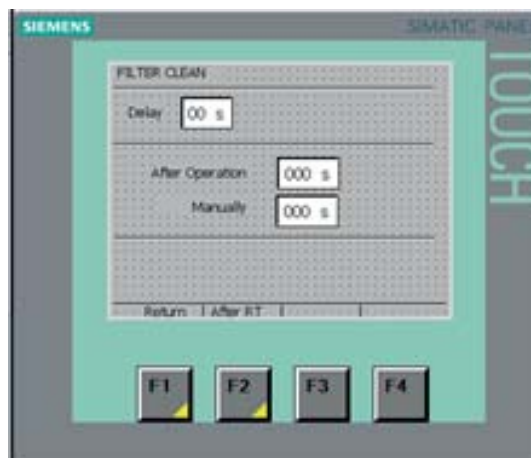 SIEMENS
SIMATIC PANE
TOUCH
FILTER CLEAN
Delay 00 s
After Operation 000 s
Manually 000 s
Return After RT
F1 F2 F3 F4